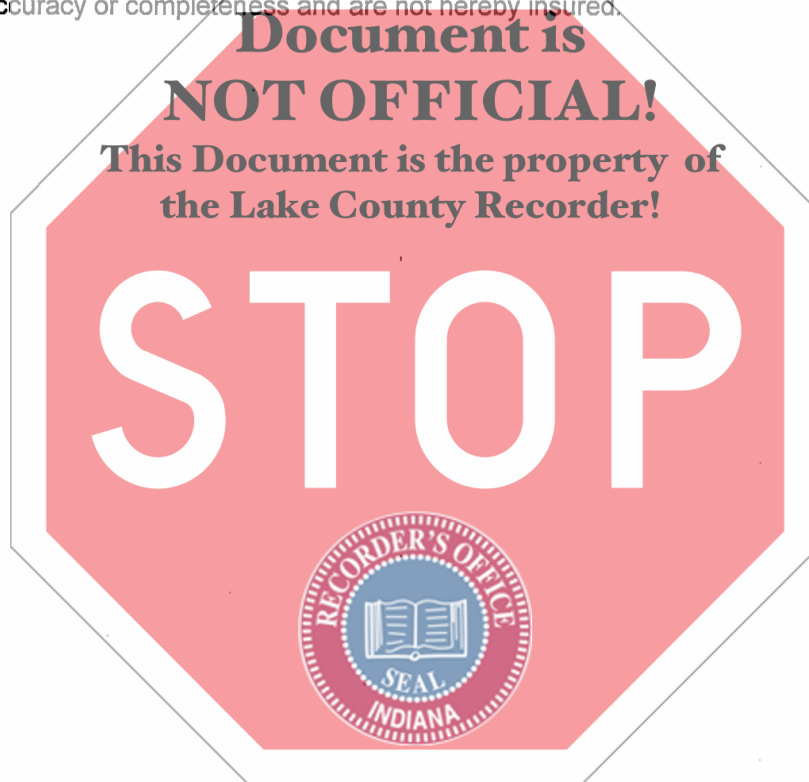 ccuracy or completeness and are not hereby insured.
Document is
NOT OFFICIAL!
This Document is the property of
the Lake County Recorder!
STOP
RECORDER'S OFFICE
SEAL
INDIANA